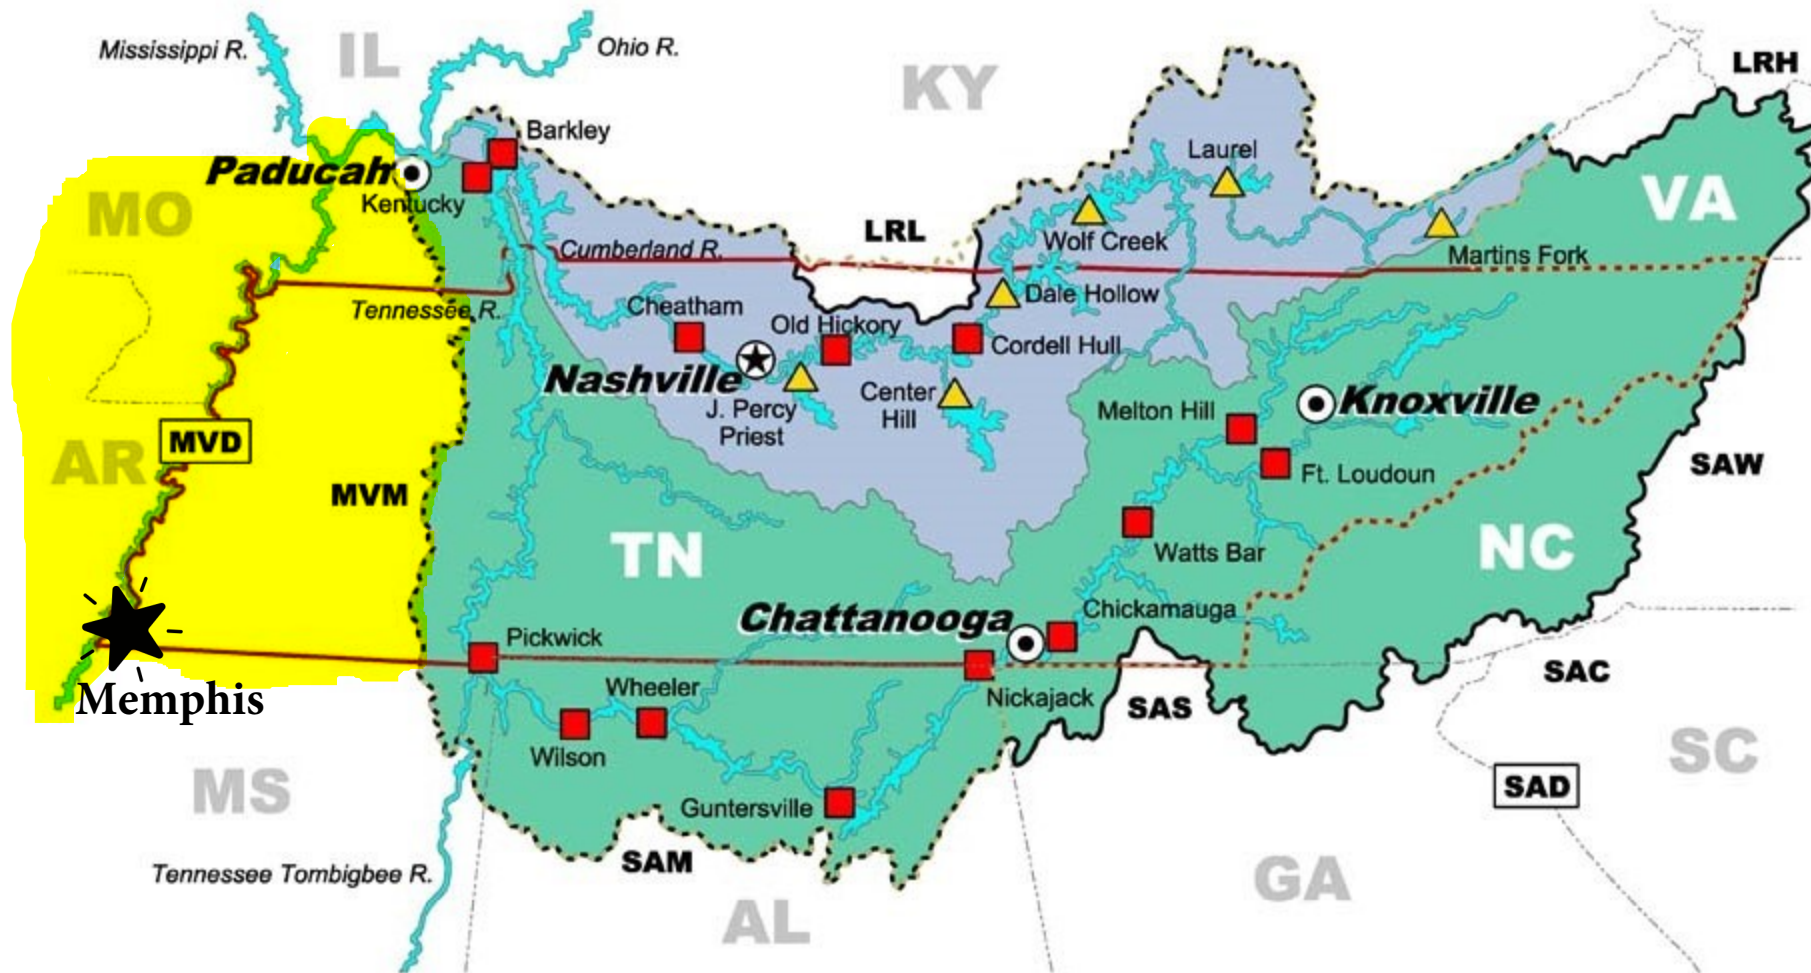 Mississippi R.
IL
Ohio R.
KY
LRH
Barkley
Paducah
Kentucky
MO
Laurel
VA
LRL
Wolf Creek
Cumberland R.
Martins Fork
Tennessee R.
Cheatham
Dale Hollow
Old Hickory
Cordell Hull
Nashville
J. Percy
Priest
Center
Hill
Melton Hill
Knoxville
MVD
AR
MVM
Ft. Loudoun
SAW
TN
Watts Bar
NC
Chattanooga
Chickamauga
Pickwick
Memphis
Wheeler
Nickajack
SAS
SAC
Wilson
MS
SC
Guntersville
SAD
SAM
Tennessee Tombigbee R.
GA
AL